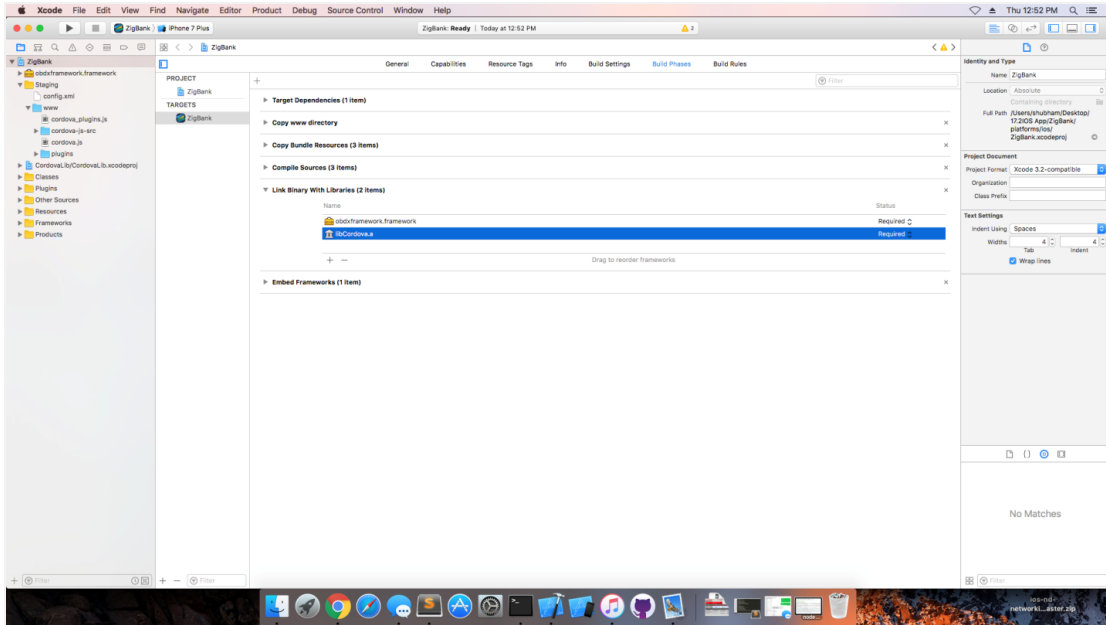 Xcode File Edit View Find Navigate Editor Product Debug Source Control Window Help
Thu 12:52 PM
ZigBank iPhone 7 Plus
ZigBank: Ready | Today at 12:52 PM
2
ZigBank
ZigBank
obdxframework.framework
Staging
config.xml
www
cordova_plugins.js
cordova-js-src
cordova.js
plugins
CordovaLib/CordovaLib.xcodeproj
Classes
Plugins
Other Sources
Resources
Frameworks
Products
Filter
PROJECT
ZigBank
TARGETS
ZigBank
Filter
General Capabilities Resource Tags Info Build Settings Build Phases Build Rules
Filter
Target Dependencies (1 item)
Copy www directory
Copy Bundle Resources (3 items)
Compile Sources (3 items)
Link Binary With Libraries (2 items)
Name Status
obdxframework.framework Required
libCordova.a Required
Drag to reorder frameworks
Embed Frameworks (1 item)
Identity and Type
Name ZigBank
Location Absolute
Containing directory
Full Path /Users/shubham/Desktop/
17.2IOS App/ZigBank/
platforms/ios/
ZigBank.xcodeproj
Project Document
Project Format Xcode 3.2-compatible
Organization
Class Prefix
Text Settings
Indent Using Spaces
Widths 4 4
Tab Indent
Wrap lines
No Matches
Filter
ios-nd-
networki...aster.zip